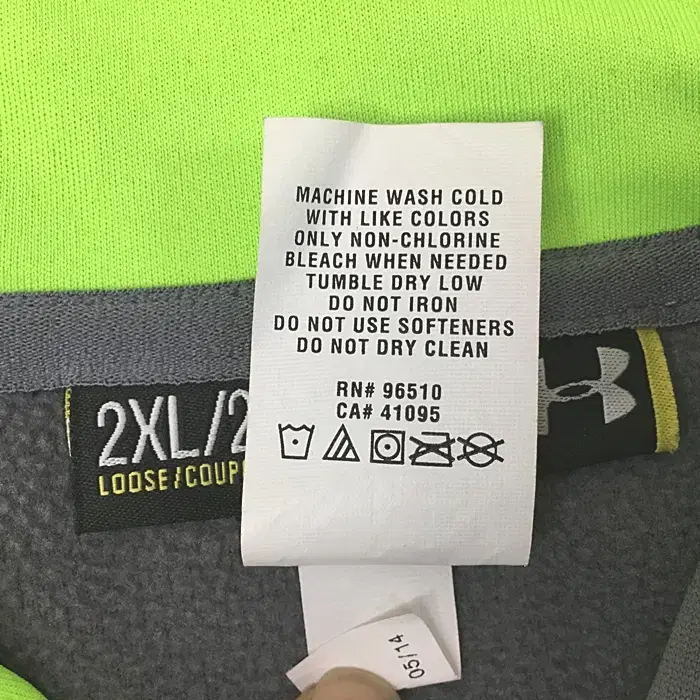 MACHINE WASH COLD
WITH LIKE COLORS
ONLY NON-CHLORINE
BLEACH WHEN NEEDED
TUMBLE DRY LOW
DO NOT IRON
DO NOT USE SOFTENERS
DO NOT DRY CLEAN
RN# 96510
CA# 41095
2XL/2
LOOSE/COUP
05/14